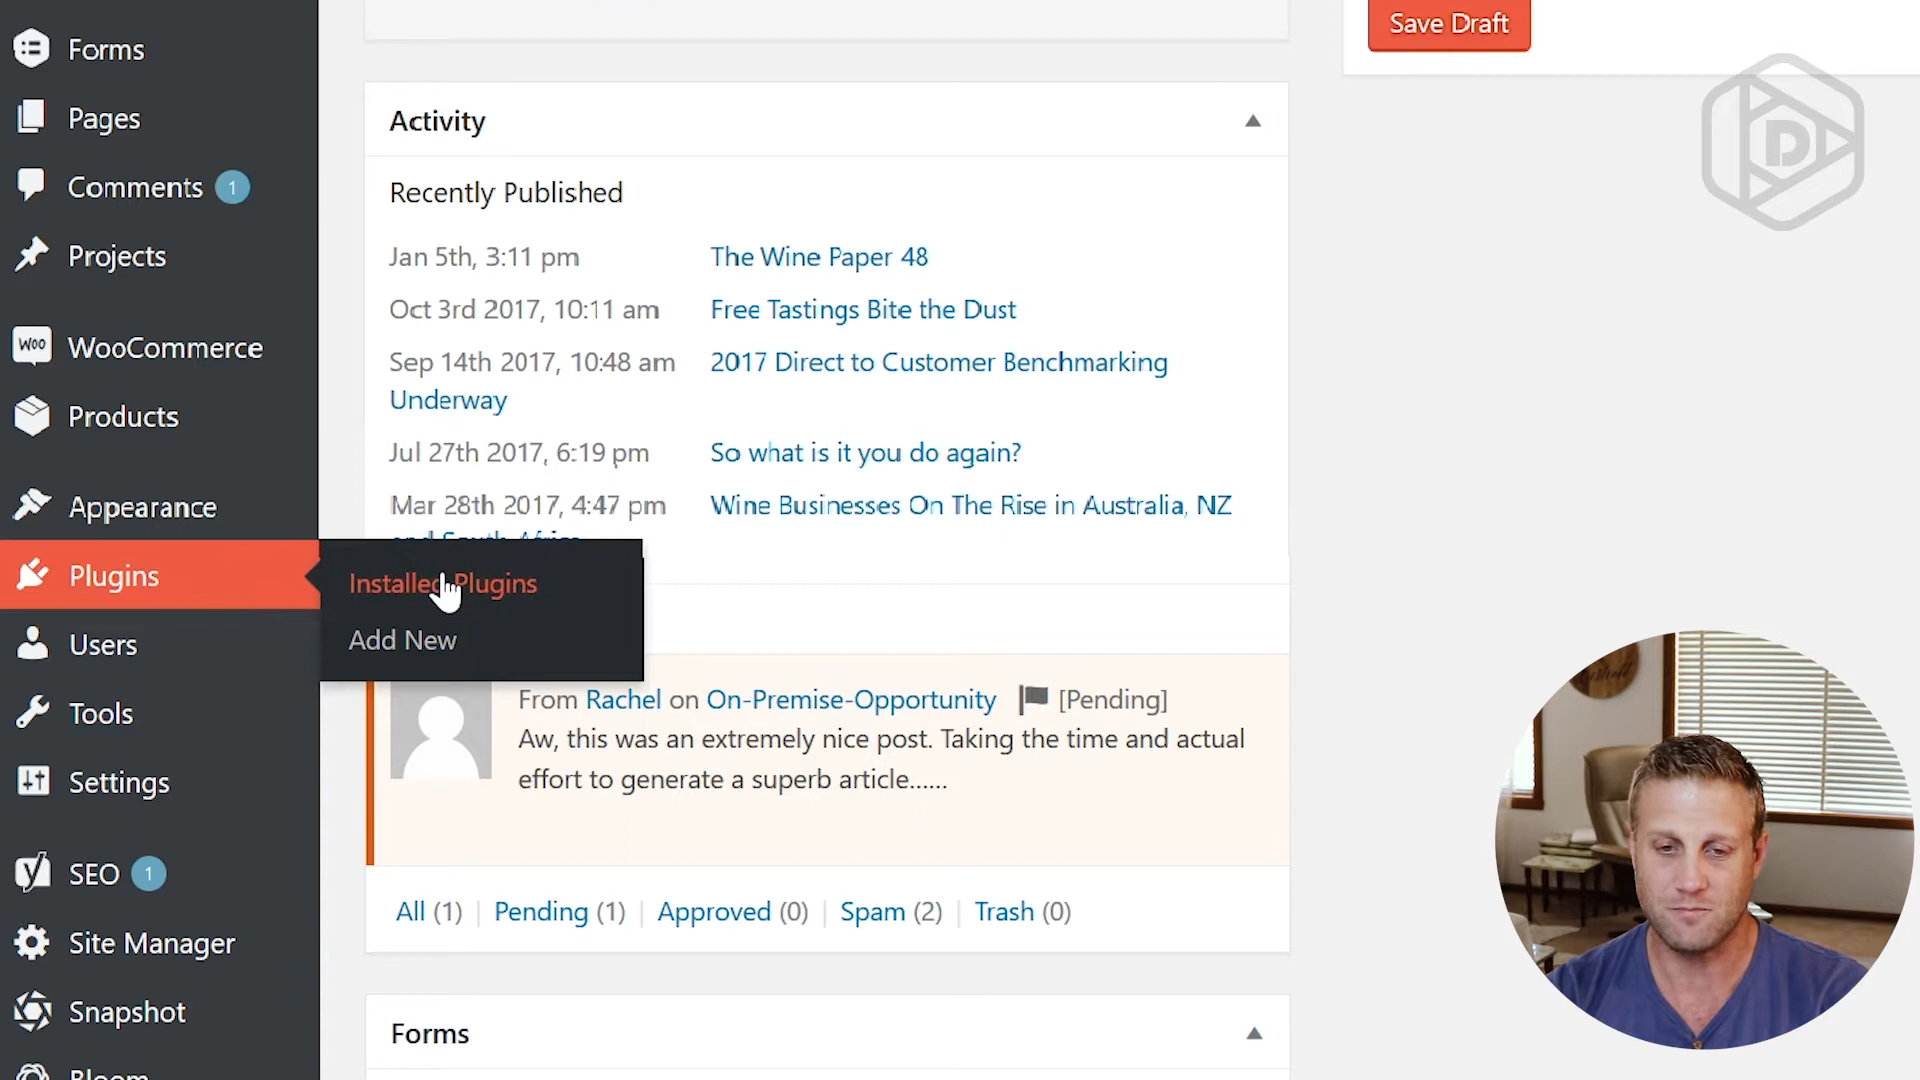 Forms
Pages
Comments 1
Projects
WOO WooCommerce
Products
Appearance
Plugins
Users
Tools
Settings
SEO 1
Site Manager
Snapshot
Bloom
Installed Plugins
Add New
Save Draft
D
Activity
Recently Published
Jan 5th, 3:11 pm The Wine Paper 48
Oct 3rd 2017, 10:11 am Free Tastings Bite the Dust
Sep 14th 2017, 10:48 am 2017 Direct to Customer Benchmarking
Underway
Jul 27th 2017, 6:19 pm So what is it you do again?
Mar 28th 2017, 4:47 pm Wine Businesses On The Rise in Australia, NZ
and South Africa
From Rachel on On-Premise-Opportunity [Pending]
Aw, this was an extremely nice post. Taking the time and actual
effort to generate a superb article......
All (1) | Pending (1) | Approved (0) | Spam (2) | Trash (0)
Forms